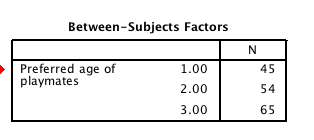 Between-Subjects Factors
N
Preferred age of playmates 1.00 45
2.00 54
3.00 65